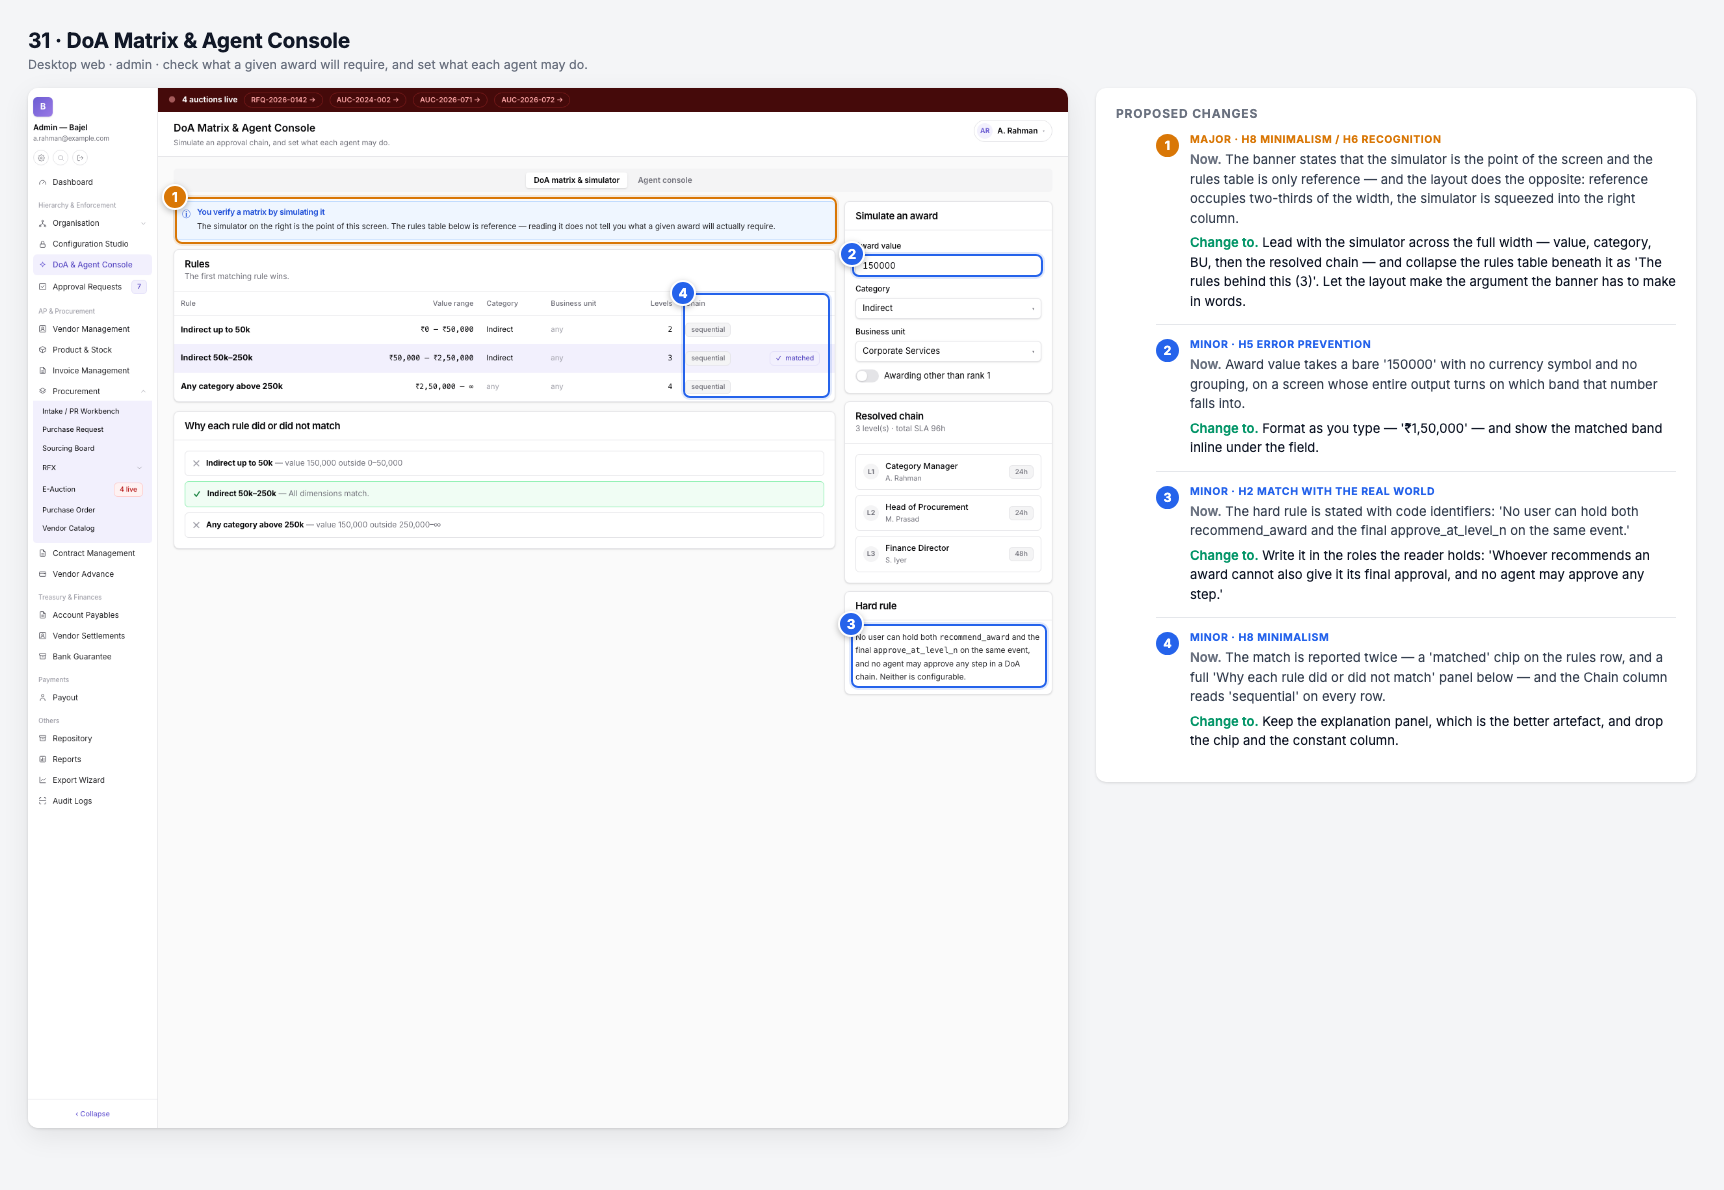 31 · DoA Matrix & Agent Console
Desktop web · admin · check what a given award will require, and set what each agent may do.
B
Admin — Bajel
a.rahman@example.com
Dashboard
Hierarchy & Enforcement
Organisation
Configuration Studio
DoA & Agent Console
Approval Requests 7
AP & Procurement
Vendor Management
Product & Stock
Invoice Management
Procurement
Intake / PR Workbench
Purchase Request
Sourcing Board
RFX
E-Auction 4 live
Purchase Order
Vendor Catalog
Contract Management
Vendor Advance
Treasury & Finances
Account Payables
Vendor Settlements
Bank Guarantee
Payments
Payout
Others
Repository
Reports
Export Wizard
Audit Logs
‹ Collapse
4 auctions live RFQ-2026-0142 → AUC-2024-002 → AUC-2026-071 → AUC-2026-072 →
DoA Matrix & Agent Console
Simulate an approval chain, and set what each agent may do.
AR A. Rahman
DoA matrix & simulator Agent console
1
You verify a matrix by simulating it
The simulator on the right is the point of this screen. The rules table below is reference — reading it does not tell you what a given award will actually require.
Rules
The first matching rule wins.
4
Rule Value range Category Business unit Levels
Indirect up to 50k ₹0 – ₹50,000 Indirect any 2 sequential
Indirect 50k–250k ₹50,000 – ₹2,50,000 Indirect any 3 sequential ✓ matched
Any category above 250k ₹2,50,000 – ∞ any any 4 sequential
Why each rule did or did not match
Indirect up to 50k — value 150,000 outside 0–50,000
Indirect 50k–250k — All dimensions match.
Any category above 250k — value 150,000 outside 250,000–∞
Simulate an award
2
150000
Category
Indirect
Business unit
Corporate Services
Awarding other than rank 1
Resolved chain
3 level(s) · total SLA 96h
L1 Category Manager 24h
A. Rahman
L2 Head of Procurement 24h
M. Prasad
L3 Finance Director 48h
S. Iyer
Hard rule
3
No user can hold both recommend_award and the
final approve_at_level_n on the same event,
and no agent may approve any step in a DoA
chain. Neither is configurable.
PROPOSED CHANGES
1 MAJOR · H8 MINIMALISM / H6 RECOGNITION
Now. The banner states that the simulator is the point of the screen and the
rules table is only reference — and the layout does the opposite: reference
occupies two-thirds of the width, the simulator is squeezed into the right
column.
Change to. Lead with the simulator across the full width — value, category,
BU, then the resolved chain — and collapse the rules table beneath it as 'The
rules behind this (3)'. Let the layout make the argument the banner has to make
in words.
2 MINOR · H5 ERROR PREVENTION
Now. Award value takes a bare '150000' with no currency symbol and no
grouping, on a screen whose entire output turns on which band that number
falls into.
Change to. Format as you type — '₹1,50,000' — and show the matched band
inline under the field.
3 MINOR · H2 MATCH WITH THE REAL WORLD
Now. The hard rule is stated with code identifiers: 'No user can hold both
recommend_award and the final approve_at_level_n on the same event.'
Change to. Write it in the roles the reader holds: 'Whoever recommends an
award cannot also give it its final approval, and no agent may approve any
step.'
4 MINOR · H8 MINIMALISM
Now. The match is reported twice — a 'matched' chip on the rules row, and a
full 'Why each rule did or did not match' panel below — and the Chain column
reads 'sequential' on every row.
Change to. Keep the explanation panel, which is the better artefact, and drop
the chip and the constant column.